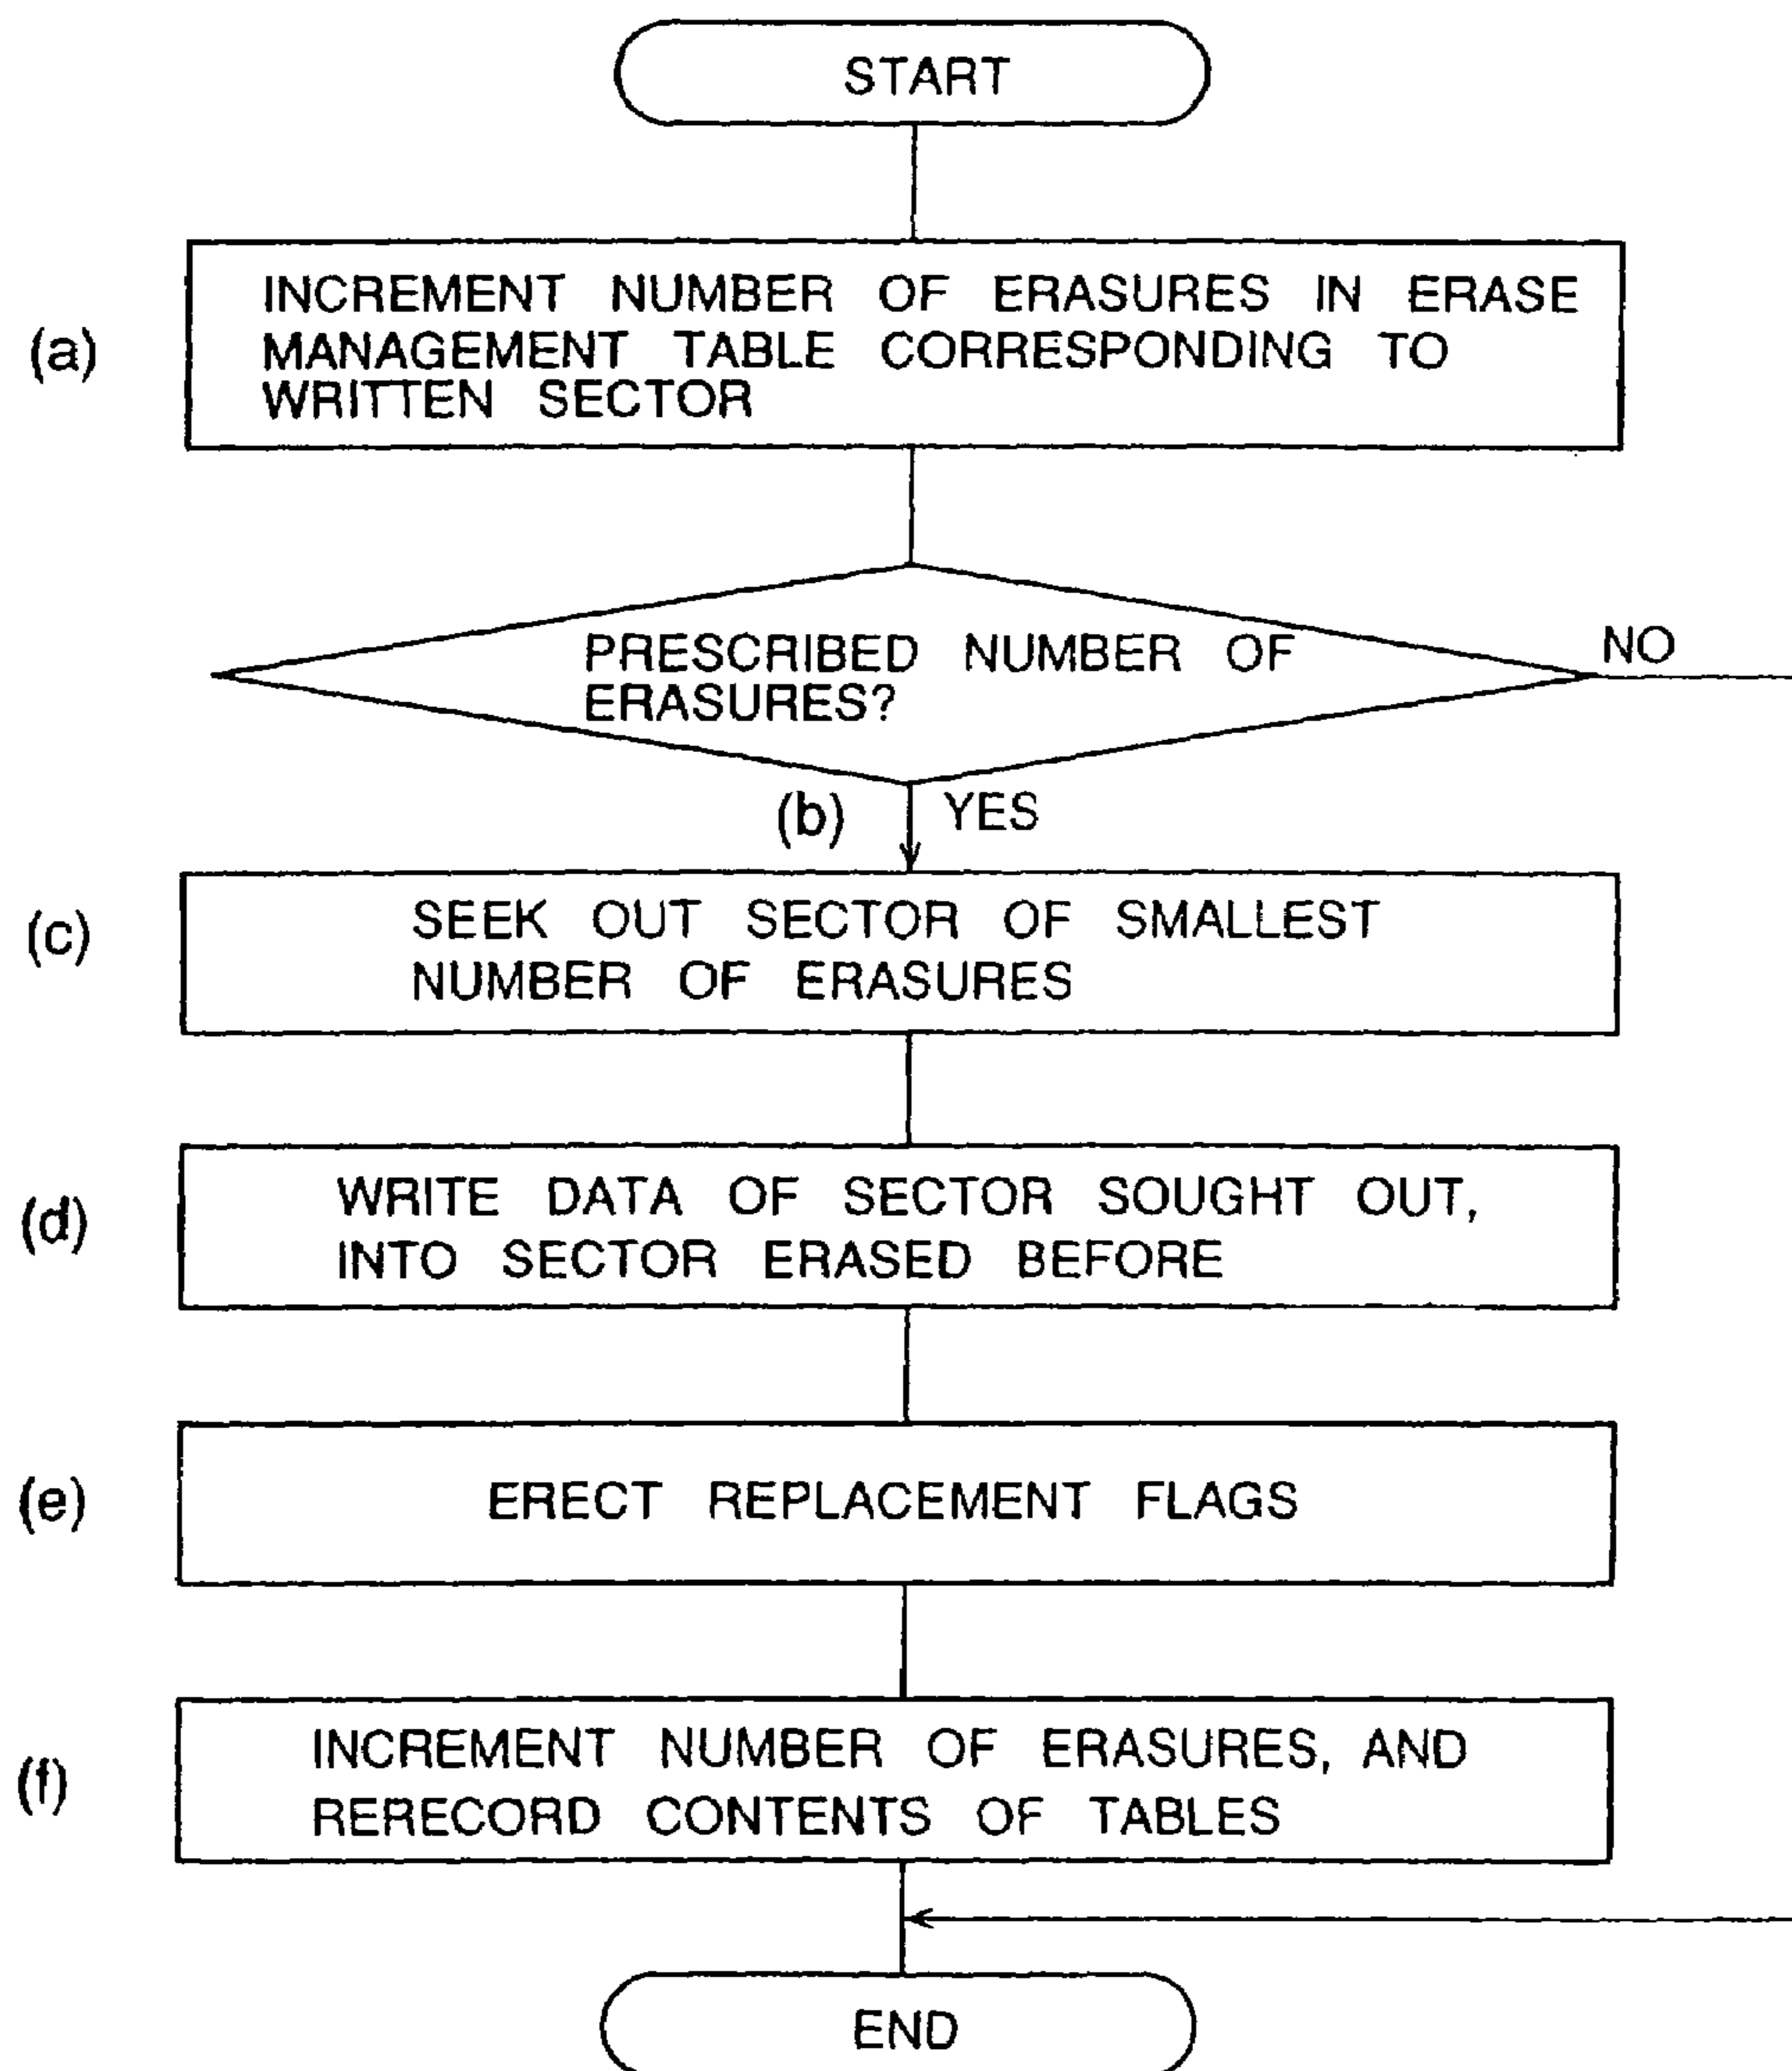 START
(a)
INCREMENT NUMBER OF ERASURES IN ERASE
MANAGEMENT TABLE CORRESPONDING TO
WRITTEN SECTOR
PRESCRIBED NUMBER OF
ERASURES?
NO
(b)
YES
(c)
SEEK OUT SECTOR OF SMALLEST
NUMBER OF ERASURES
(d)
WRITE DATA OF SECTOR SOUGHT OUT,
INTO SECTOR ERASED BEFORE
(e)
ERECT REPLACEMENT FLAGS
(f)
INCREMENT NUMBER OF ERASURES, AND
RERECORD CONTENTS OF TABLES
END